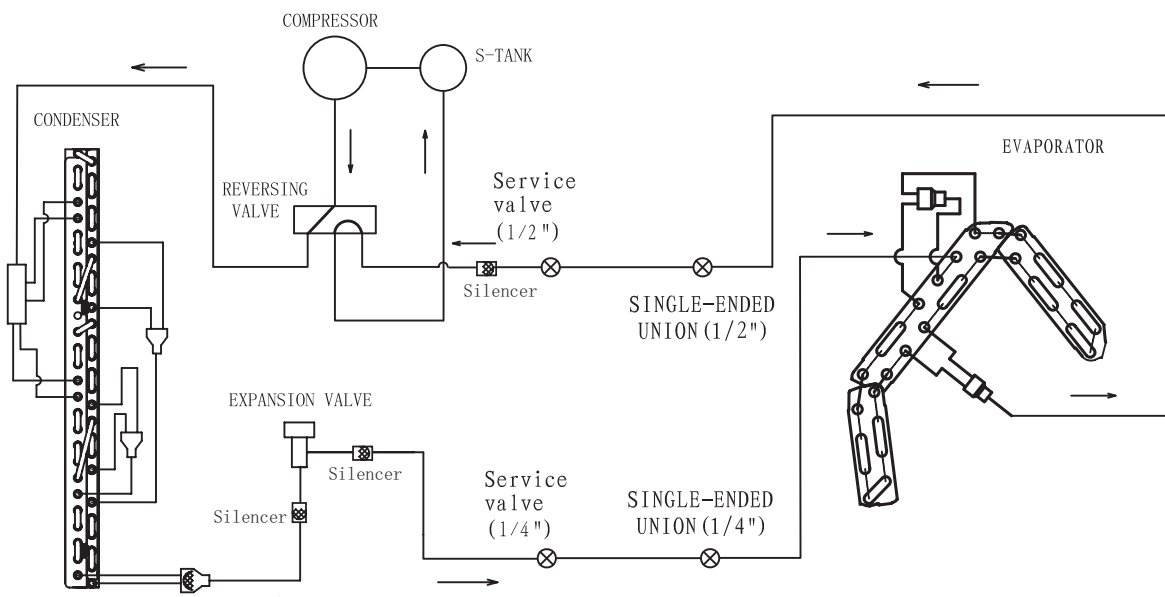 COMPRESSOR
S-TANK
CONDENSER
EVAPORATOR
REVERSING
VALVE
Service
valve
(1/2")
Silencer
SINGLE-ENDED
UNION(1/2")
EXPANSION VALVE
Silencer
Silencer
Service
valve
(1/4")
SINGLE-ENDED
UNION(1/4")